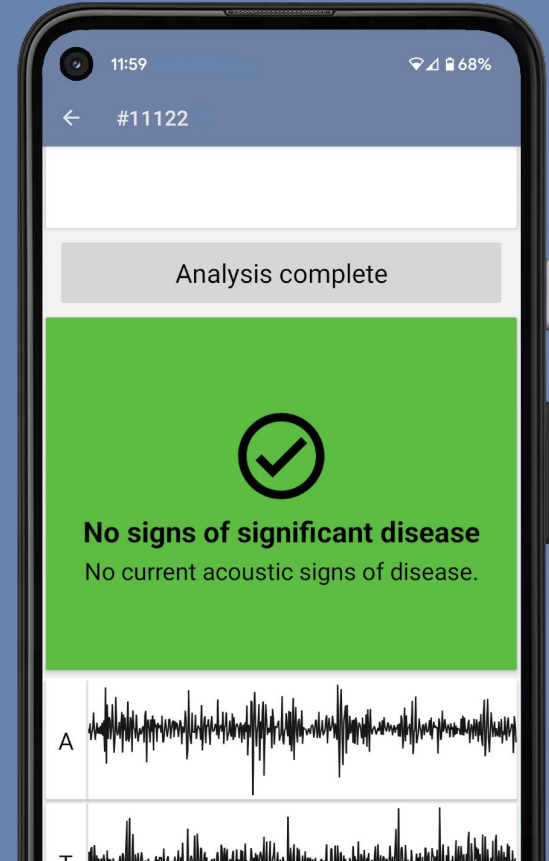 11:59 68%
#11122
Analysis complete
No signs of significant disease
No current acoustic signs of disease.
A
T